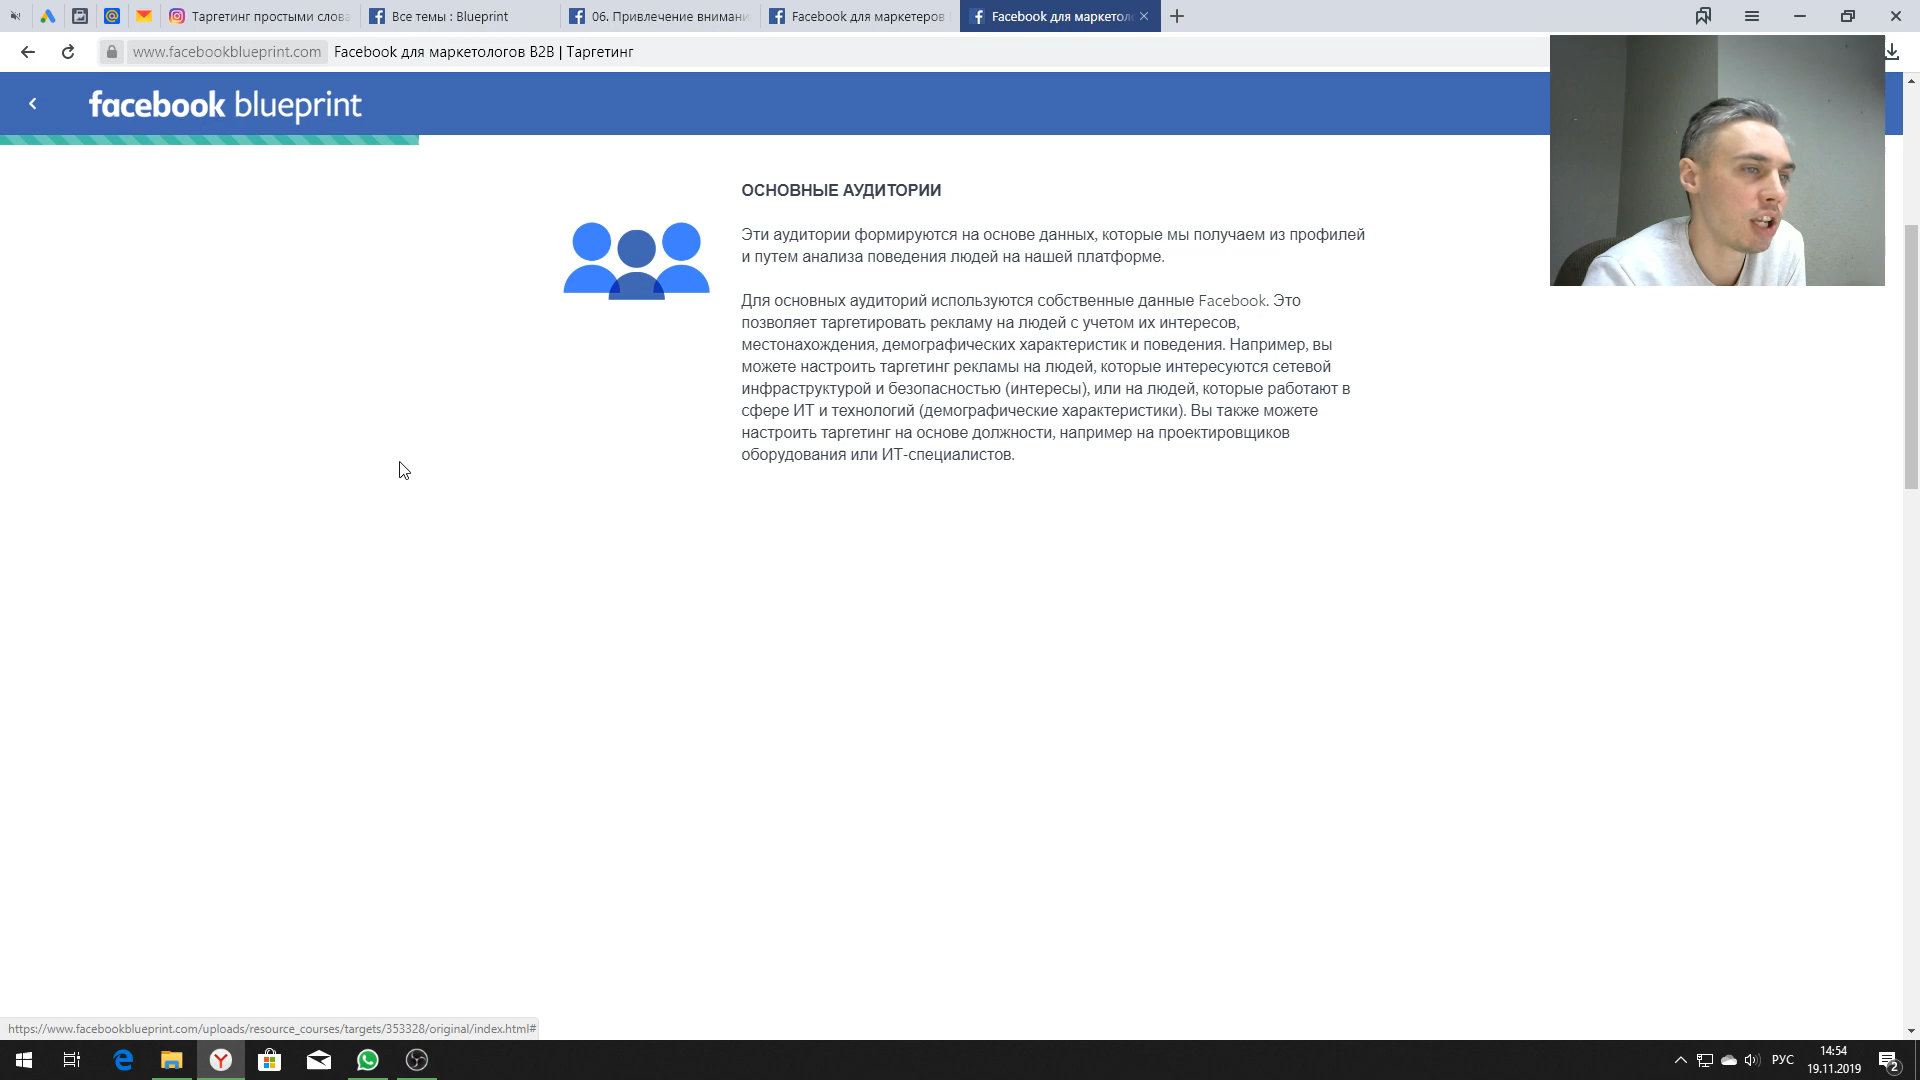 Таргетинг простыми слова
Все темы : Blueprint
06. Привлечение внимани
Facebook для маркетеров
Facebook для маркетол
www.facebookblueprint.com Facebook для маркетологов B2B | Таргетинг
facebook blueprint
ОСНОВНЫЕ АУДИТОРИИ
Эти аудитории формируются на основе данных, которые мы получаем из профилей
и путем анализа поведения людей на нашей платформе.
Для основных аудиторий используются собственные данные Facebook. Это
позволяет таргетировать рекламу на людей с учетом их интересов,
местонахождения, демографических характеристик и поведения. Например, вы
можете настроить таргетинг рекламы на людей, которые интересуются сетевой
инфраструктурой и безопасностью (интересы), или на людей, которые работают в
сфере ИТ и технологий (демографические характеристики). Вы также можете
настроить таргетинг на основе должности, например на проектировщиков
оборудования или ИТ-специалистов.
https://www.facebookblueprint.com/uploads/resource_courses/targets/353328/original/index.html#
РУС
14:54
19.11.2019
2